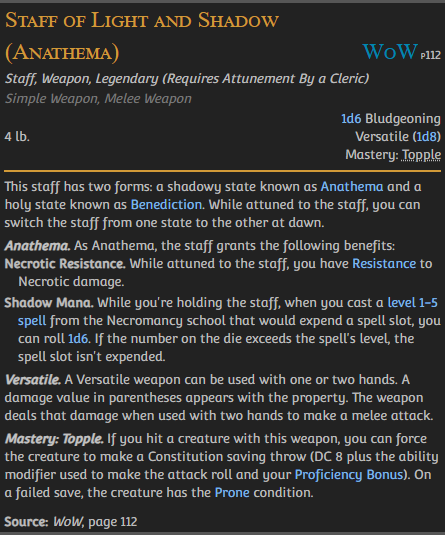 Staff of Light and Shadow
(Anathema) WoW p112
Staff, Weapon, Legendary (Requires Attunement By a Cleric)
Simple Weapon, Melee Weapon
1d6 Bludgeoning
4 lb. Versatile (1d8)
Mastery: Topple
This staff has two forms: a shadowy state known as Anathema and a
holy state known as Benediction. While attuned to the staff, you can
switch the staff from one state to the other at dawn.
Anathema. As Anathema, the staff grants the following benefits:
Necrotic Resistance. While attuned to the staff, you have Resistance to
Necrotic damage.
Shadow Mana. While you're holding the staff, when you cast a level 1–5
spell from the Necromancy school that would expend a spell slot, you
can roll 1d6. If the number on the die exceeds the spell's level, the
spell slot isn't expended.
Versatile. A Versatile weapon can be used with one or two hands. A
damage value in parentheses appears with the property. The weapon
deals that damage when used with two hands to make a melee attack.
Mastery: Topple. If you hit a creature with this weapon, you can force
the creature to make a Constitution saving throw (DC 8 plus the ability
modifier used to make the attack roll and your Proficiency Bonus). On
a failed save, the creature has the Prone condition.
Source: WoW, page 112